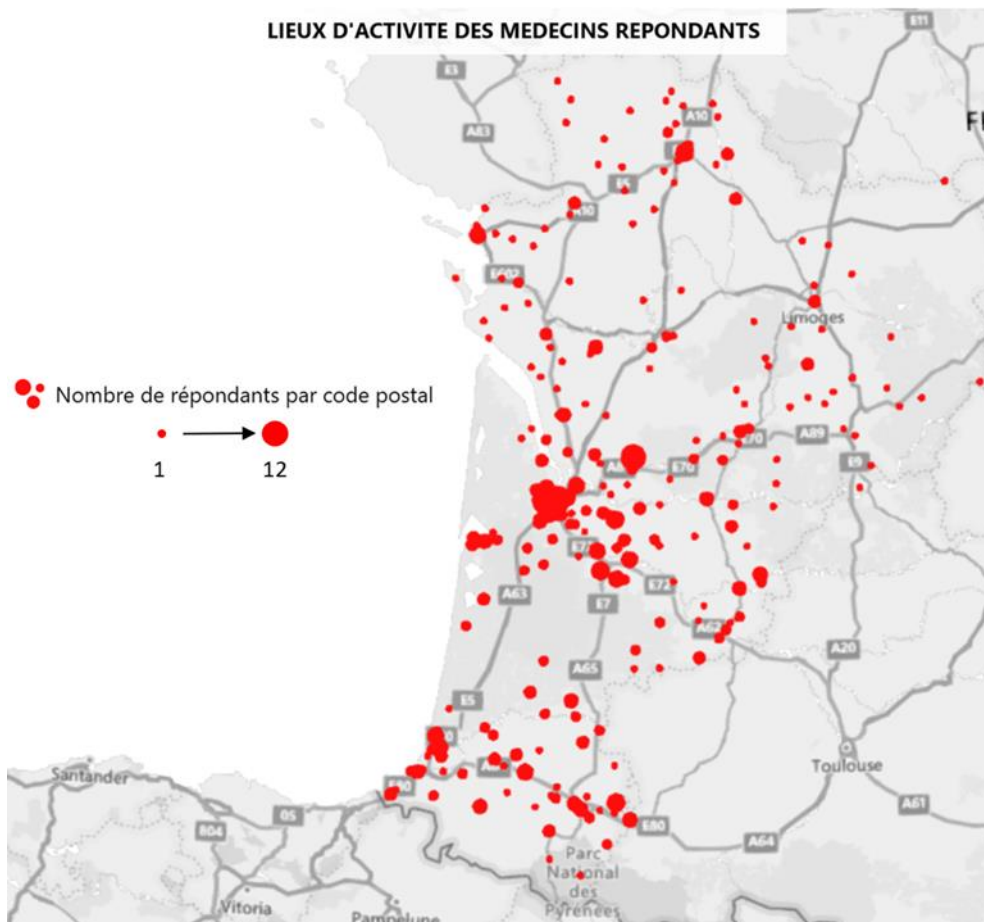 LIEUX D'ACTIVITE DES MEDECINS REPONDANTS
E11
E3
A10
A83
E5
E602
Limoges
Nombre de répondants par code postal
1
12
A89
E70
E9
A63
E72
E7
A62
A20
A65
E5
Toulouse
Santander
05
A61
E80
A64
Parc
National
des
Pyrénées
Vitoria
Pampelune